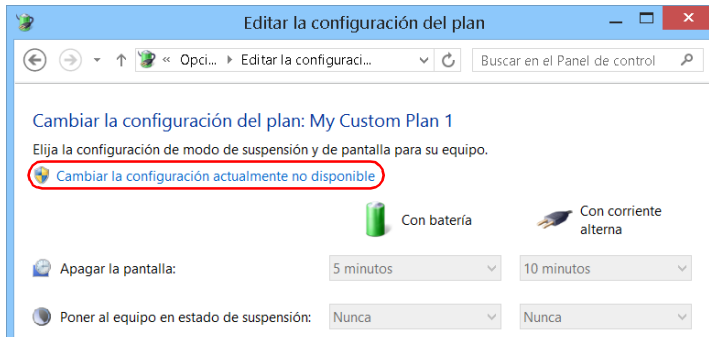 Editar la configuración del plan
« Opci... Editar la configuraci...
Buscar en el Panel de control
Cambiar la configuración del plan: My Custom Plan 1
Elija la configuración de modo de suspensión y de pantalla para su equipo.
Cambiar la configuración actualmente no disponible
Con batería
Con corriente
alterna
Apagar la pantalla: 5 minutos 10 minutos
Poner al equipo en estado de suspensión: Nunca Nunca